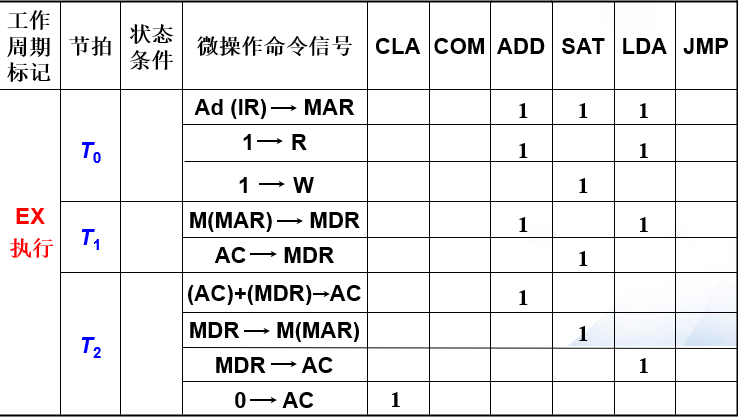 工作周期标记 节拍 状态条件 微操作命令信号 CLA COM ADD SAT LDA JMP
EX 执行
T0
Ad (IR) → MAR 1 1 1
1 → R 1 1
1 → W 1
T1
M(MAR) → MDR 1 1
AC → MDR 1
T2
(AC)+(MDR)→AC 1
MDR → M(MAR) 1
MDR → AC 1
0 → AC 1